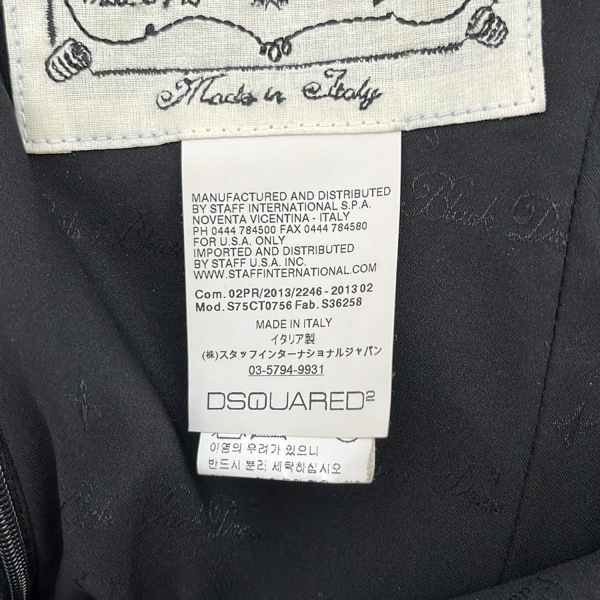 Made in Italy
MANUFACTURED AND DISTRIBUTED
BY STAFF INTERNATIONAL S.P.A.
NOVENTA VICENTINA - ITALY
PH 0444 784500 FAX 0444 784580
FOR U.S.A. ONLY
IMPORTED AND DISTRIBUTED
BY STAFF U.S.A. INC.
WWW.STAFFINTERNATIONAL.COM
Com. 02PR/2013/2246 - 2013 02
Mod. S75CT0756 Fab. S36258
MADE IN ITALY
イタリア製
(株)スタッフインターナショナルジャパン
03-5794-9931
DSQUARED2
이염의 우려가 있으니
반드시 분리 세탁하십시오